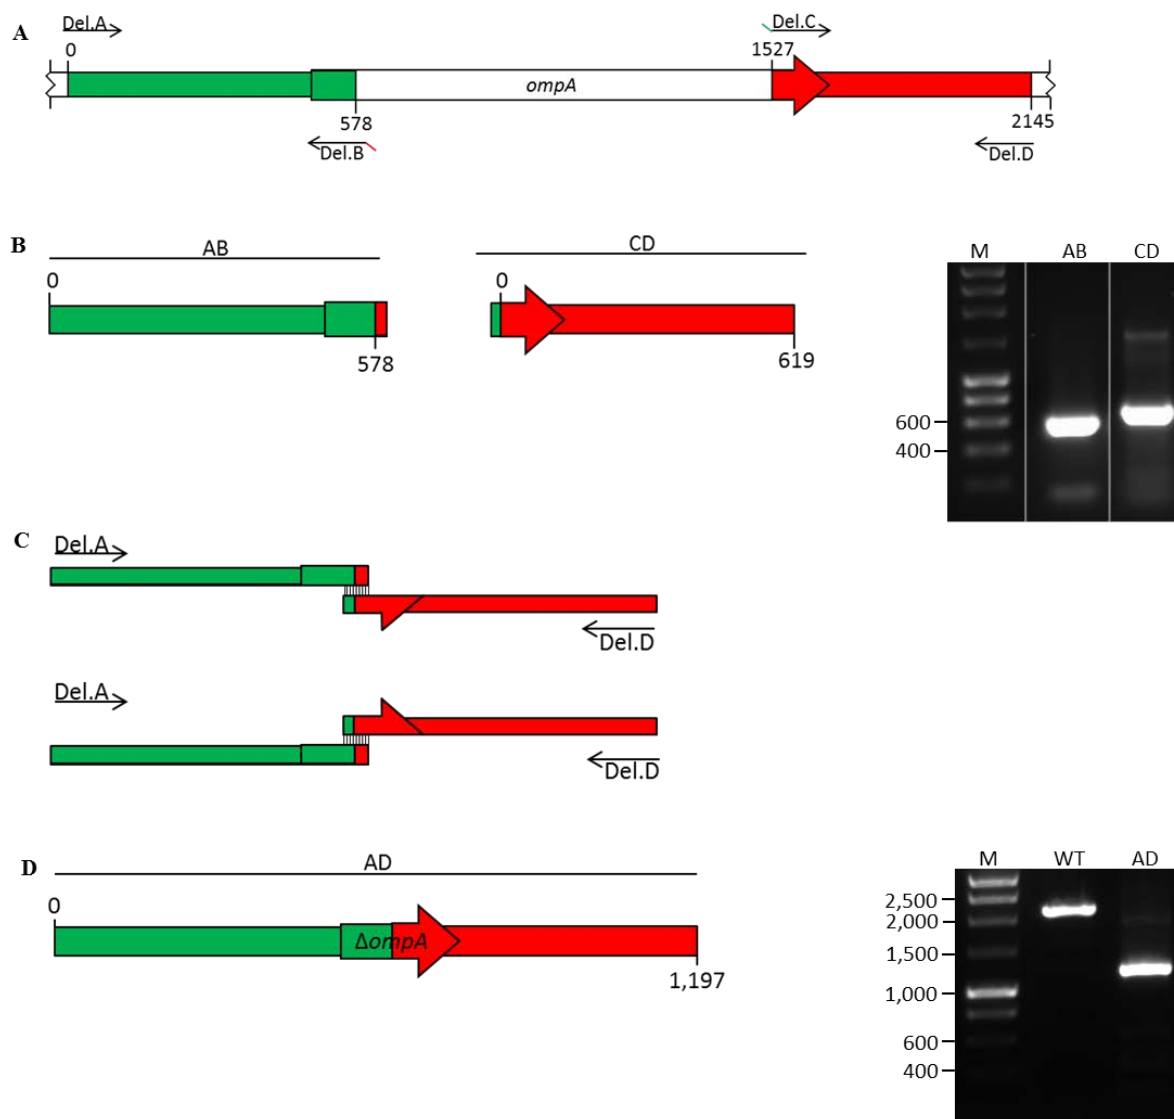 A
Del.A
0
ompA
1527
Del.C
578
Del.B
2145
Del.D
B
AB
0
578
CD
0
619
M AB CD
600
400
C
Del.A
Del.D
Del.A
Del.D
D
AD
0
ΔompA
1,197
M WT AD
2,500
2,000
1,500
1,000
600
400